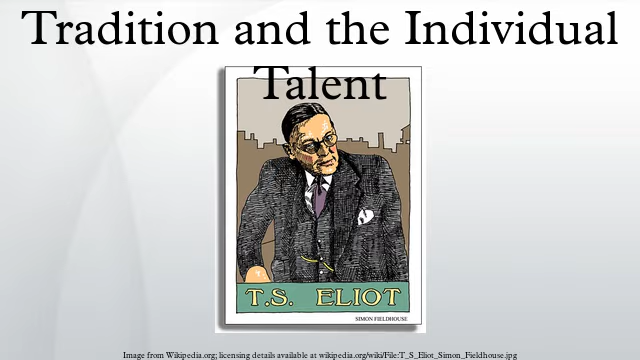 Tradition and the Individual
Talent
T.S. ELIOT
SIMON FIELDHOUSE
Image from Wikipedia.org; licensing details available at wikipedia.org/wiki/File:T_S_Eliot_Simon_Fieldhouse.jpg